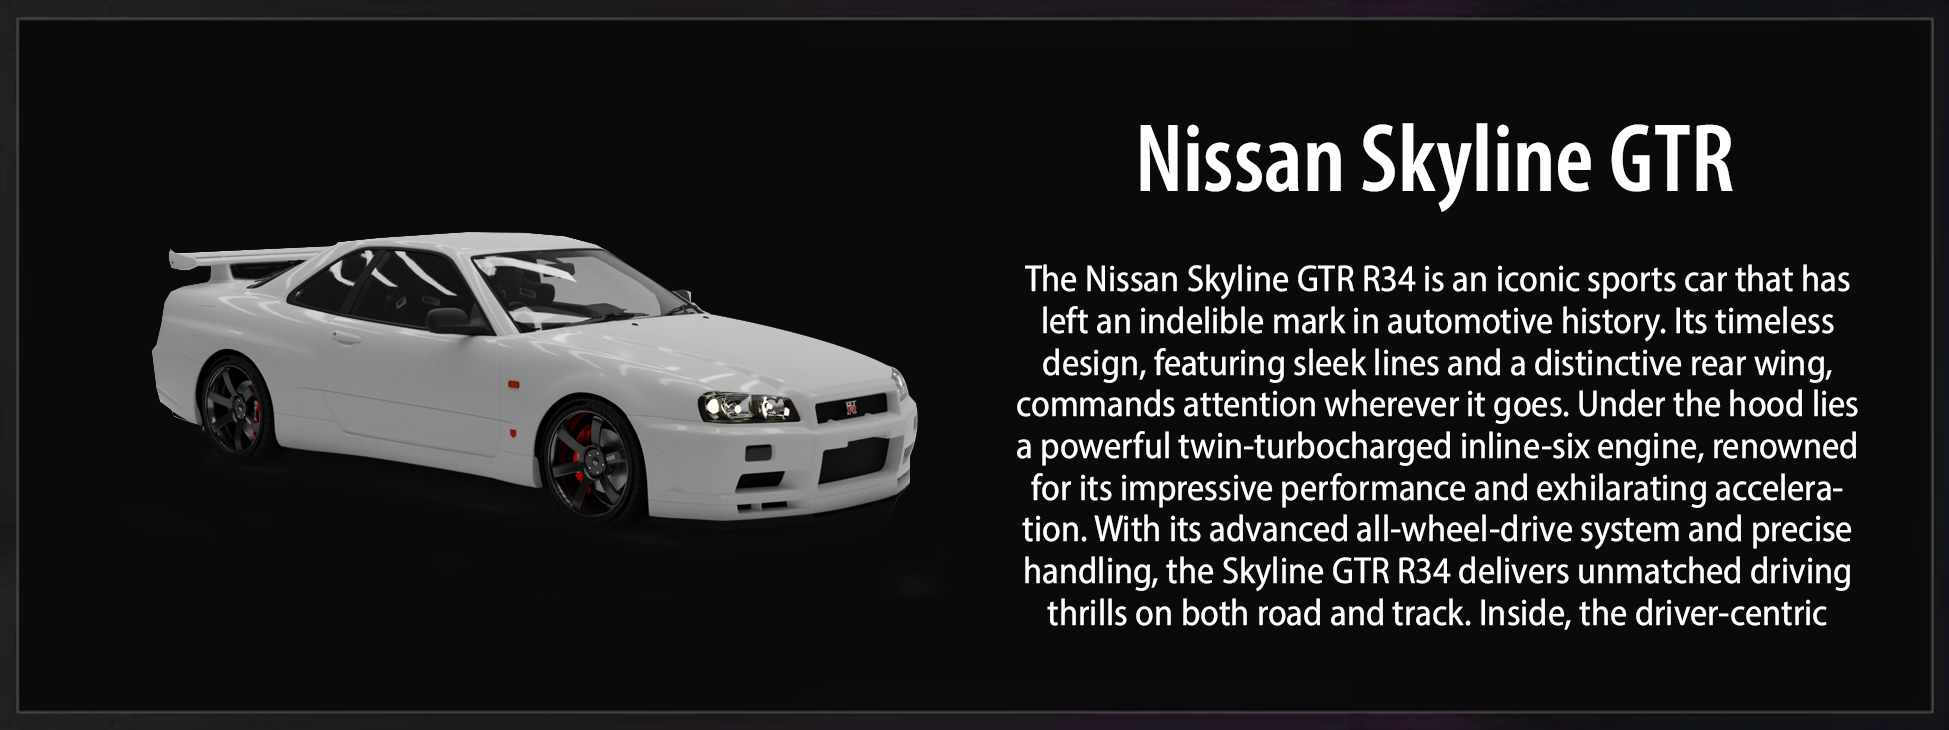 Nissan Skyline GTR
The Nissan Skyline GTR R34 is an iconic sports car that has
left an indelible mark in automotive history. Its timeless
design, featuring sleek lines and a distinctive rear wing,
commands attention wherever it goes. Under the hood lies
a powerful twin-turbocharged inline-six engine, renowned
for its impressive performance and exhilarating accelera-
tion. With its advanced all-wheel-drive system and precise
handling, the Skyline GTR R34 delivers unmatched driving
thrills on both road and track. Inside, the driver-centric